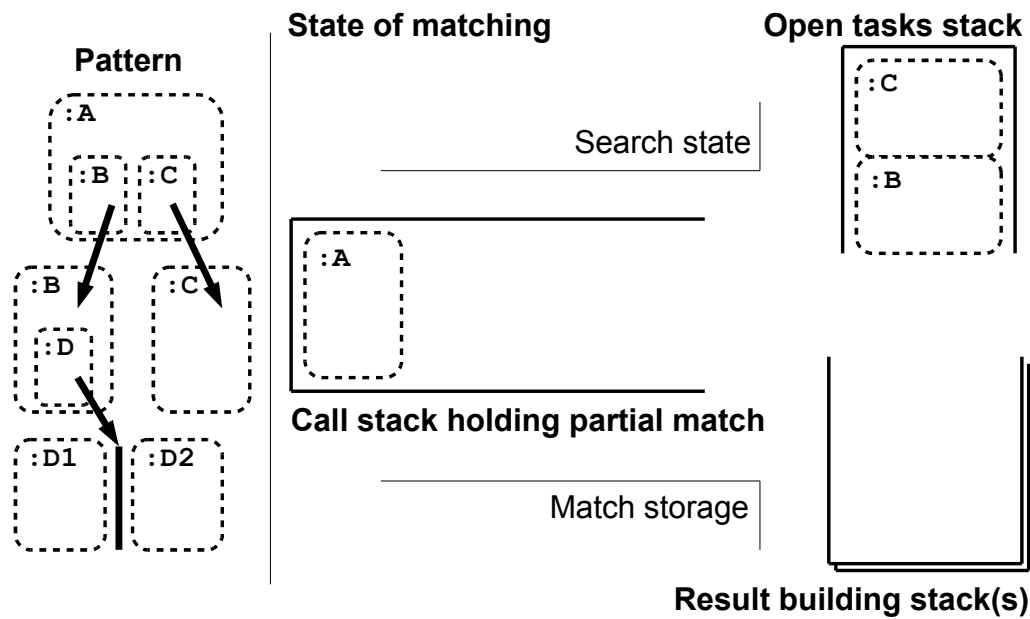 Pattern
:A
:B
:C
:B
:C
:D
:D1
:D2
State of matching
Search state
:A
Call stack holding partial match
Match storage
Open tasks stack
:C
:B
Result building stack(s)